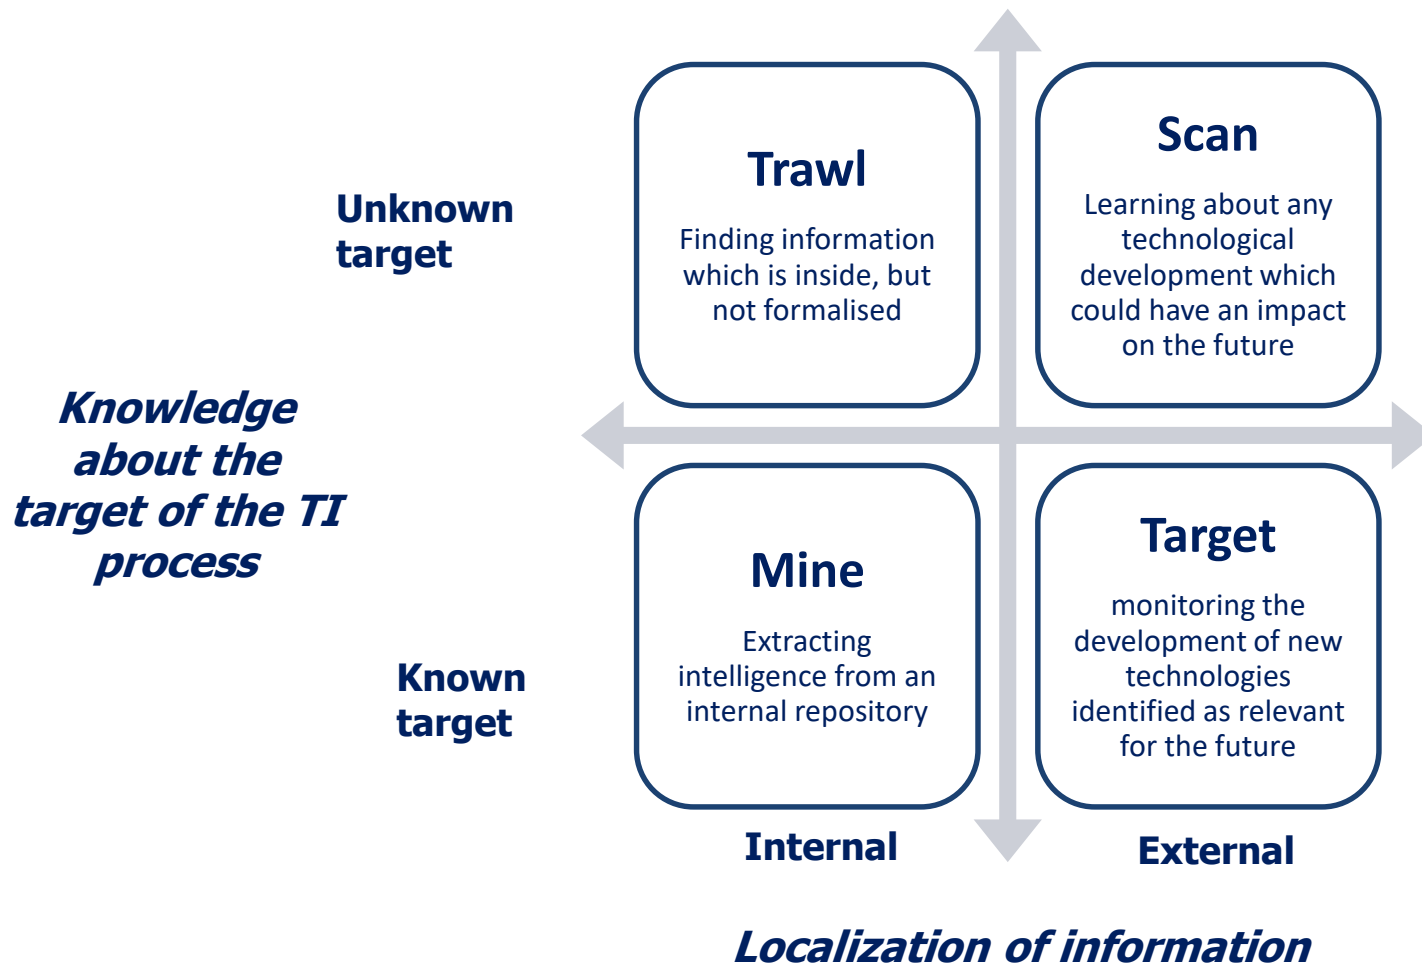 Trawl
Finding information
which is inside, but
not formalised
Scan
Learning about any
technological
development which
could have an impact
on the future
Unknown
target
Knowledge
about the
target of the TI
process
Mine
Extracting
intelligence from an
internal repository
Target
monitoring the
development of new
technologies
identified as relevant
for the future
Known
target
Internal
External
Localization of information